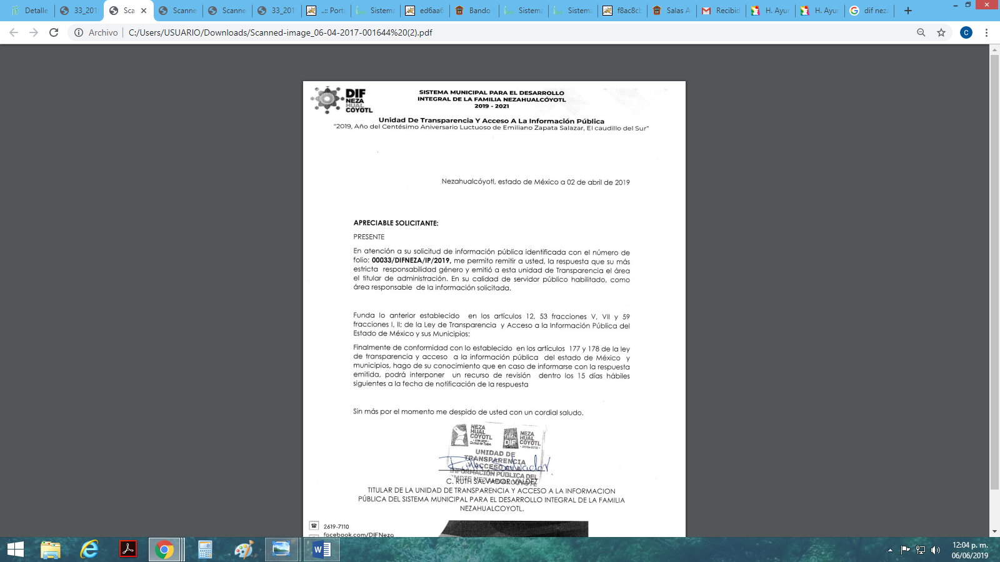 Detalle
33_201
Sca
Scanne
Scanne
33_201
..:: Porta
Sistema
ed6aa6
Bando
Sistema
Sistema
f8ac8cb
Salas A
Recibid
H. Ayun
H. Ayun
dif neza
Archivo
C:/Users/USUARIO/Downloads/Scanned-image_06-04-2017-001644%20(2).pdf
C
DIF
NEZA
HUAL
COYOTL
SISTEMA MUNICIPAL PARA EL DESARROLLO
INTEGRAL DE LA FAMILIA NEZAHUALCÓYOTL
2019 - 2021
Unidad De Transparencia Y Acceso A La Información Pública
“2019, Año del Centésimo Aniversario Luctuoso de Emiliano Zapata Salazar, El caudillo del Sur”
Nezahualcóyotl, estado de México a 02 de abril de 2019
APRECIABLE SOLICITANTE:
PRESENTE
En atención a su solicitud de información pública identificada con el número de
folio: 00033/DIFNEZA/IP/2019, me permito remitir a usted, la respuesta que su más
estricta responsabilidad género y emitió a esta unidad de Transparencia el área
el titular de administración. En su calidad de servidor público habilitado, como
área responsable de la información solicitada.
Funda lo anterior establecido en los artículos 12, 53 fracciones V, VII y 59
fracciones I, II; de la Ley de Transparencia y Acceso a la Información Pública del
Estado de México y sus Municipios:
Finalmente de conformidad con lo establecido en los artículos 177 y 178 de la ley
de transparencia y acceso a la información pública del estado de México y
municipios, hago de su conocimiento que en caso de informarse con la respuesta
emitida, podrá interponer un recurso de revisión dentro los 15 días hábiles
siguientes a la fecha de notificación de la respuesta
Sin más por el momento me despido de usted con un cordial saludo.
NEZA
HUAL
COYOTL
Ciudad de Todos
DIF
NEZA
HUAL
COYOTL
UNIDAD DE
TRANSPARENCIA
ACCESO A LA
INFORMACIÓN PÚBLICA DEL
Ruth Salvador V.
C. RUTH SALVADOR VALDEZ
TITULAR DE LA UNIDAD DE TRANSPARENCIA Y ACCESO A LA INFORMACION
PÚBLICA DEL SISTEMA MUNICIPAL PARA EL DESARROLLO INTEGRAL DE LA FAMILIA
NEZAHUALCOYOTL.
2619-7110
facebook.com/DIFNeza
12:04 p. m.
06/06/2019